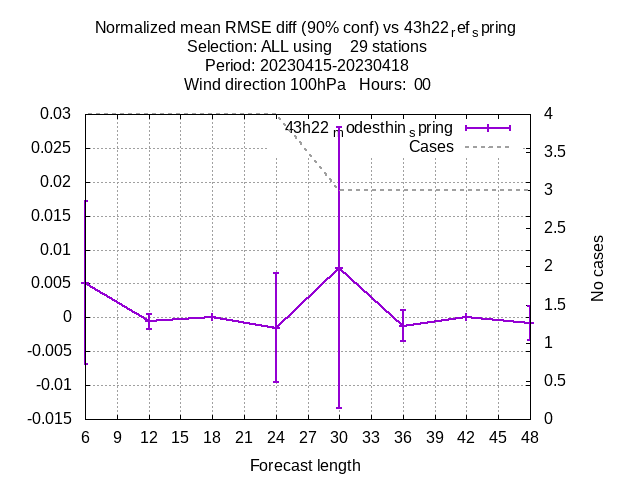 Normalized mean RMSE diff (90% conf) vs 43h22ref spring
Selection: ALL using 29 stations
Period: 20230415-20230418
Wind direction 100hPa Hours: 00
0.03
0.025
0.02
0.015
0.01
0.005
0
-0.005
-0.01
-0.015
4
3.5
3
2.5
2
1.5
1
0.5
0
43h22nodesthinspring
Cases
No cases
6 9 12 15 18 21 24 27 30 33 36 39 42 45 48
Forecast length